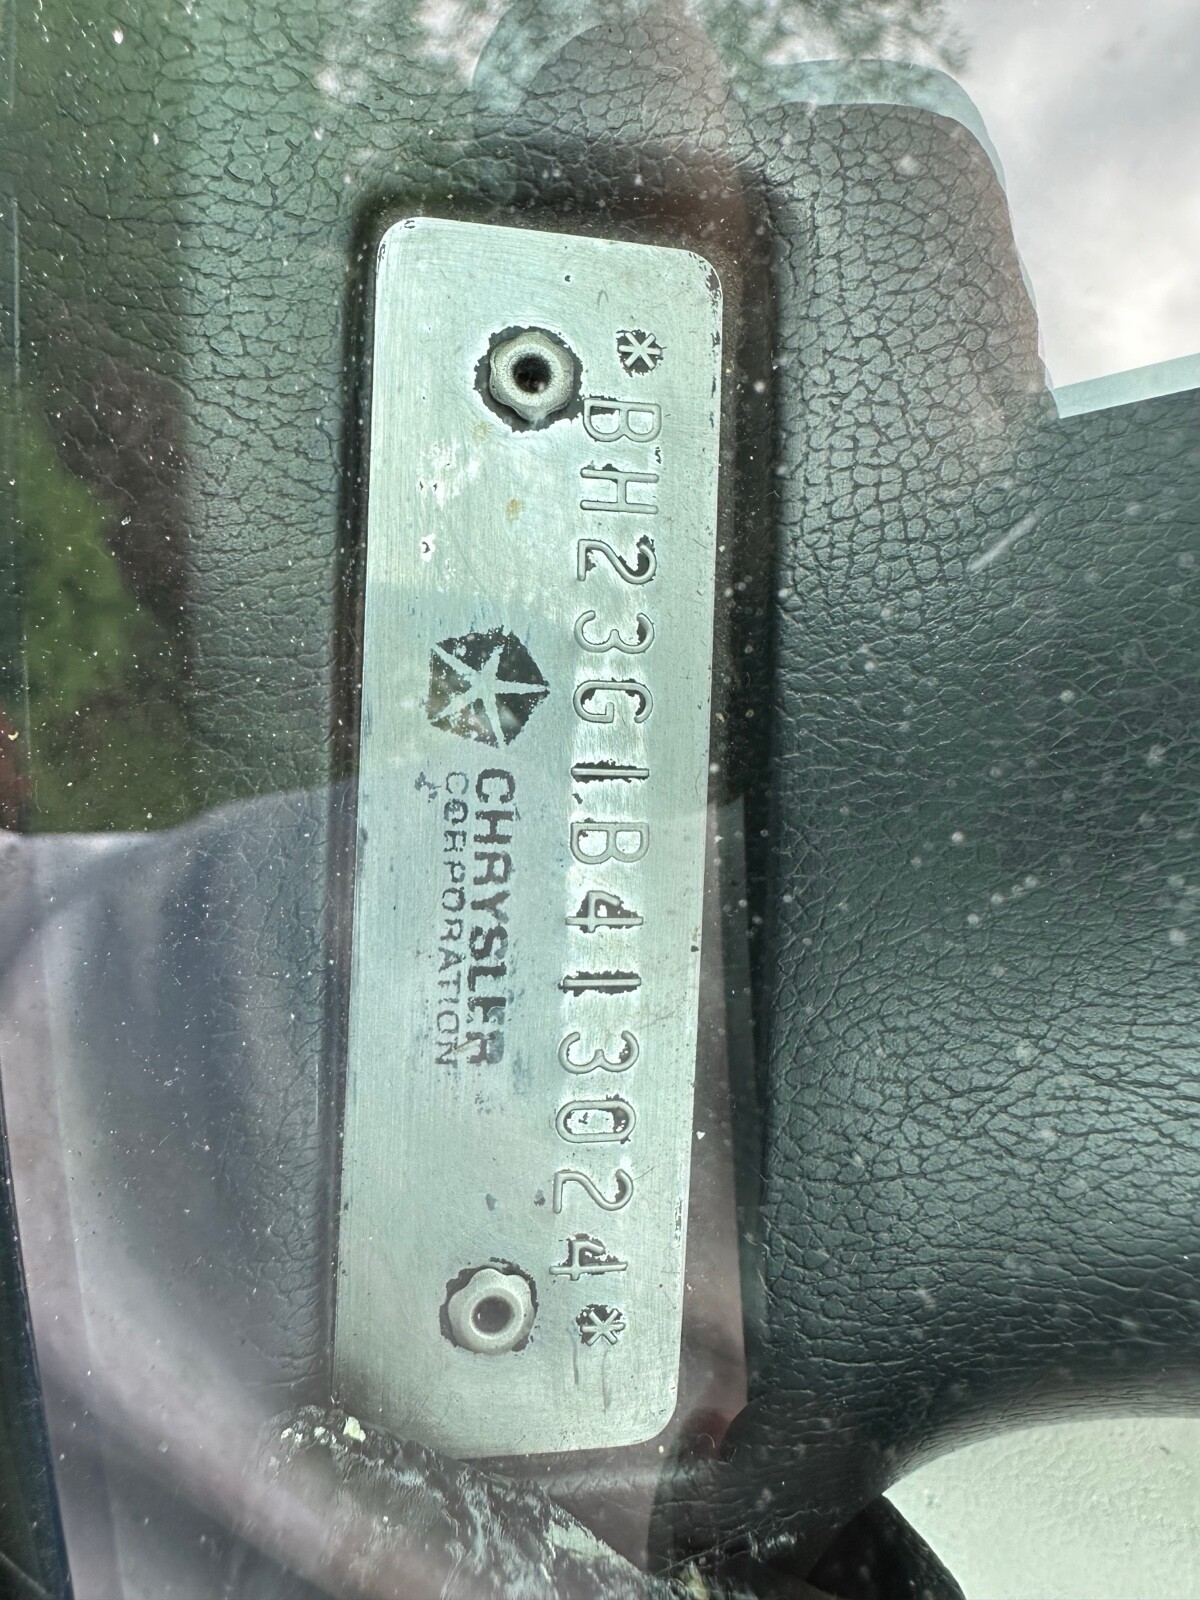 *BH23G1B413024*
CHRYSLER
CORPORATION